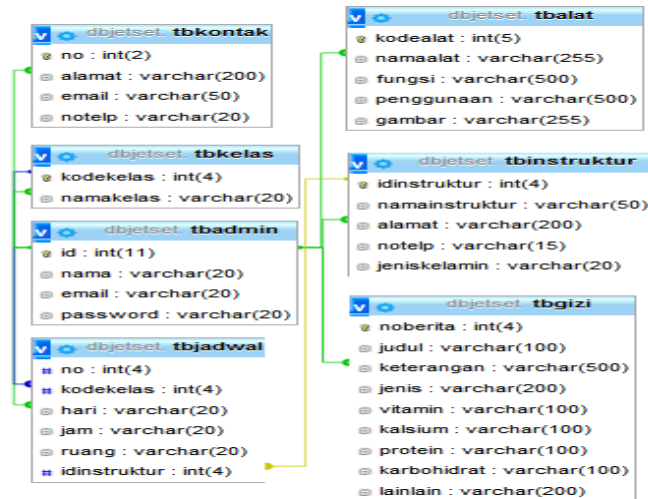 dbjetset. tbkontak
no : int(2)
alamat : varchar(200)
email : varchar(50)
notelp : varchar(20)
dbjetset. tbkelas
kodekelas : int(4)
namakelas : varchar(20)
dbjetset. tbadmin
id : int(11)
nama : varchar(20)
email : varchar(20)
password : varchar(20)
dbjetset. tbjadwal
no : int(4)
kodekelas : int(4)
hari : varchar(20)
jam : varchar(20)
ruang : varchar(20)
idinstruktur : int(4)
dbjetset. tbalat
kodealat : int(5)
namaalat : varchar(255)
fungsi : varchar(500)
penggunaan : varchar(500)
gambar : varchar(255)
dbjetset. tbinstruktur
idinstruktur : int(4)
namainstruktur : varchar(50)
alamat : varchar(200)
notelp : varchar(15)
jeniskelamin : varchar(20)
dbjetset. tbgizi
noberita : int(4)
judul : varchar(100)
keterangan : varchar(500)
jenis : varchar(200)
vitamin : varchar(100)
kalsium : varchar(100)
protein : varchar(100)
karbohidrat : varchar(100)
lainlain : varchar(200)